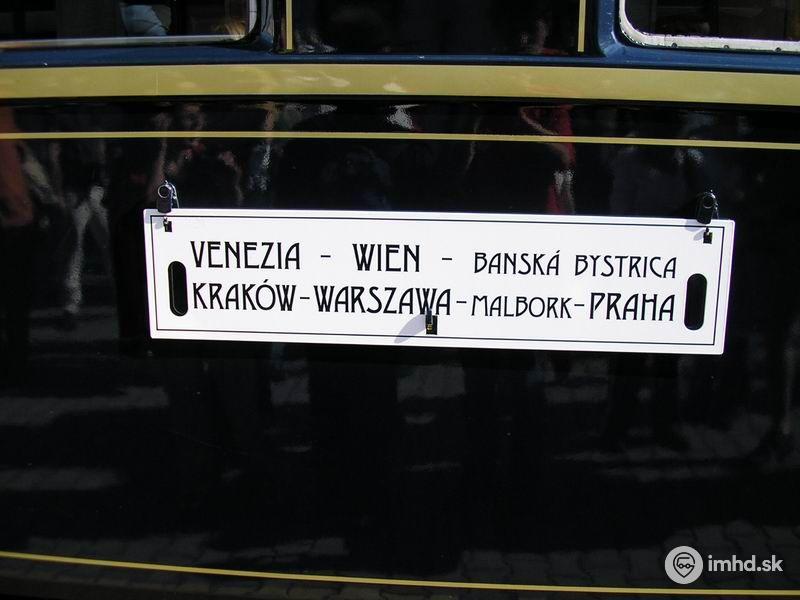 VENEZIA - WIEN - BANSKÁ BYSTRICA
KRAKÓW-WARSZAWA-MALBORK-PRAHA
imhd.sk